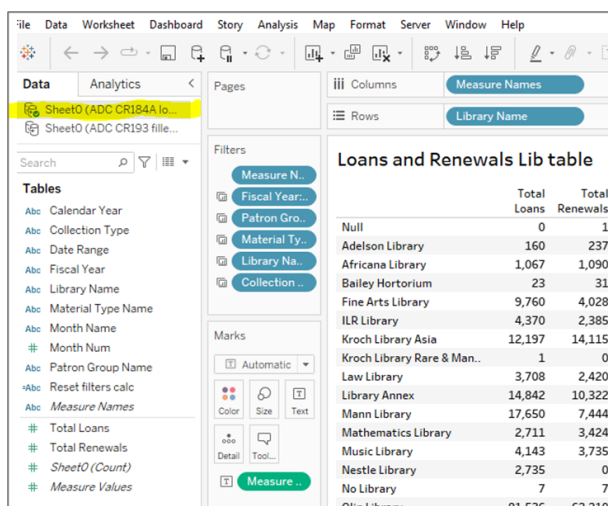 File Data Worksheet Dashboard Story Analysis Map Format Server Window Help
Data Analytics
Sheet0 (ADC CR184A lo...
Sheet0 (ADC CR193 fille...
Search
Tables
Abc Calendar Year
Abc Collection Type
Abc Date Range
Abc Fiscal Year
Abc Library Name
Abc Material Type Name
Abc Month Name
# Month Num
Abc Patron Group Name
=Abc Reset filters calc
Abc Measure Names
# Total Loans
# Total Renewals
# Sheet0 (Count)
# Measure Values
Pages
Filters
Measure N..
Fiscal Year:..
Patron Gro..
Material Ty..
Library Na..
Collection ..
Marks
T Automatic
Color Size Text
Detail Tool...
T Measure ..
iii Columns Measure Names
Rows Library Name
Loans and Renewals Lib table
Total Total
Loans Renewals
Null 0 1
Adelson Library 160 237
Africana Library 1,067 1,090
Bailey Hortorium 23 31
Fine Arts Library 9,760 4,028
ILR Library 4,370 2,385
Kroch Library Asia 12,197 14,115
Kroch Library Rare & Man.. 1 0
Law Library 3,708 2,420
Library Annex 14,842 10,322
Mann Library 17,650 7,444
Mathematics Library 2,711 3,424
Music Library 4,143 3,735
Nestle Library 2,735 0
No Library 7 7